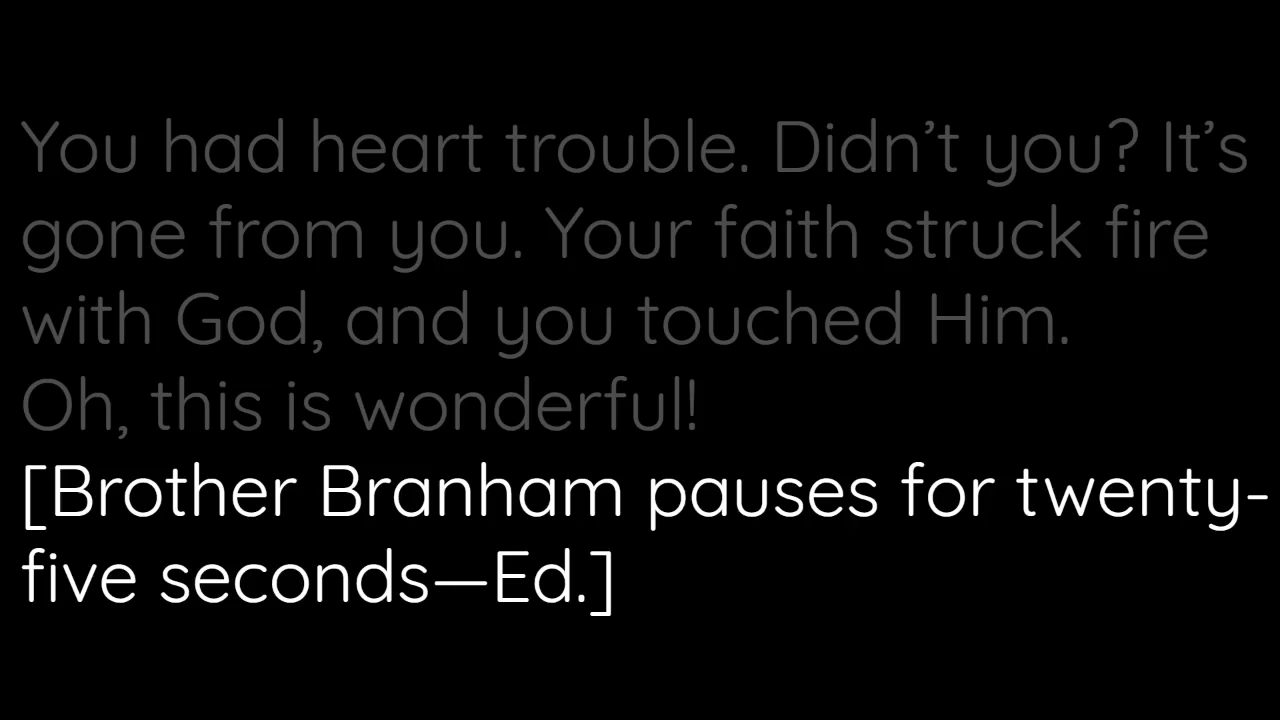 You had heart trouble. Didn’t you? It’s
gone from you. Your faith struck fire
with God, and you touched Him.
Oh, this is wonderful!
[Brother Branham pauses for twenty-
five seconds—Ed.]